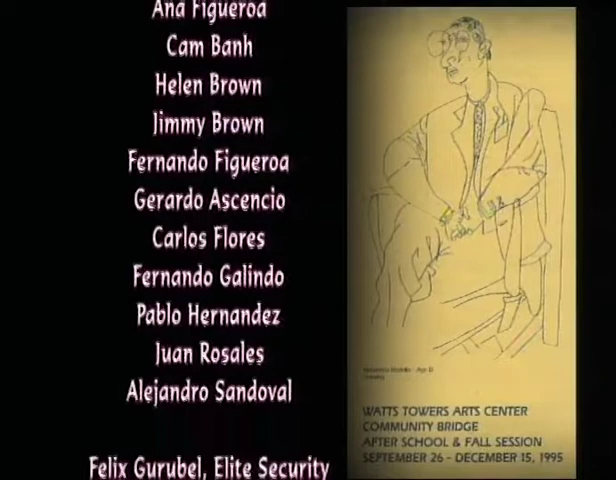 Ana Figueroa
Cam Banh
Helen Brown
Jimmy Brown
Fernando Figueroa
Gerardo Ascencio
Carlos Flores
Fernando Galindo
Pablo Hernandez
Juan Rosales
Alejandro Sandoval
Felix Gurubel, Elite Security
WATTS TOWERS ARTS CENTER
COMMUNITY BRIDGE
AFTER SCHOOL & FALL SESSION
SEPTEMBER 26 - DECEMBER 15, 1995